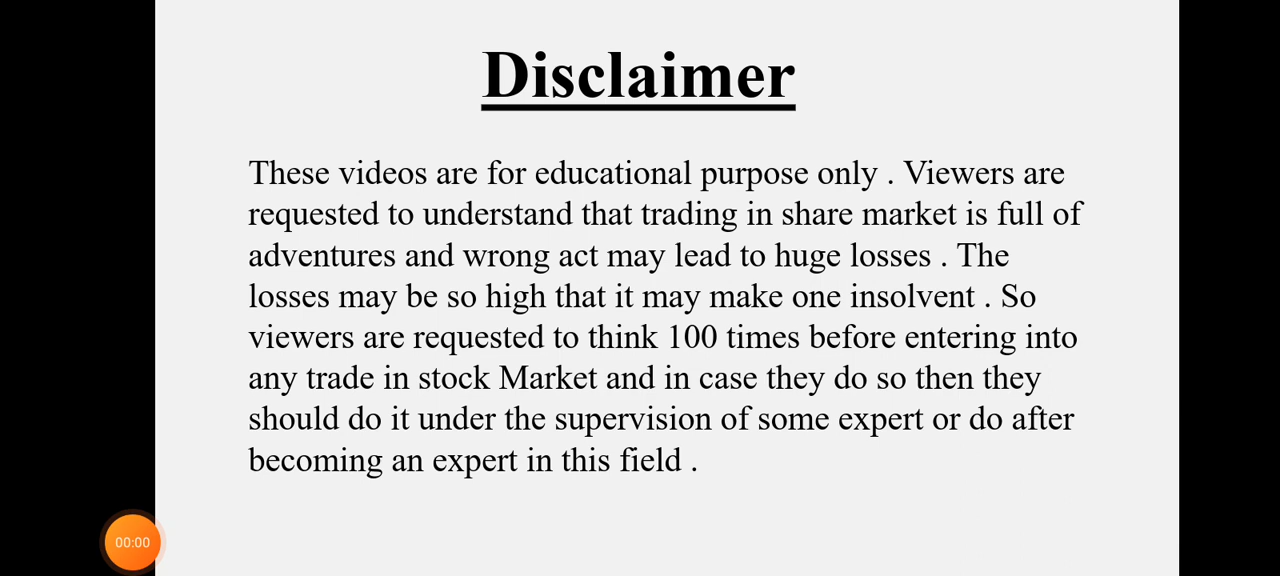 Disclaimer
These videos are for educational purpose only . Viewers are
requested to understand that trading in share market is full of
adventures and wrong act may lead to huge losses . The
losses may be so high that it may make one insolvent . So
viewers are requested to think 100 times before entering into
any trade in stock Market and in case they do so then they
should do it under the supervision of some expert or do after
becoming an expert in this field .
00:00